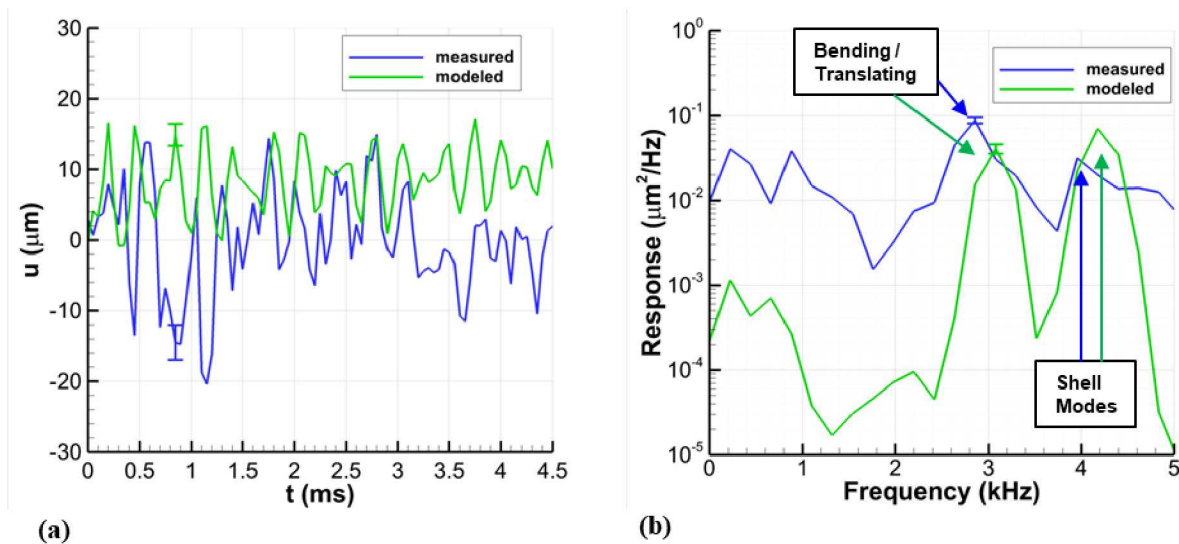 30
20
10
0
-10
-20
-30
u (μm)
0 0.5 1 1.5 2 2.5 3 3.5 4 4.5
t (ms)
measured
modeled
(a)
10⁰
10⁻¹
10⁻²
10⁻³
10⁻⁴
10⁻⁵
Response (μm²/Hz)
0 1 2 3 4 5
Frequency (kHz)
Bending /
Translating
measured
modeled
Shell
Modes
(b)